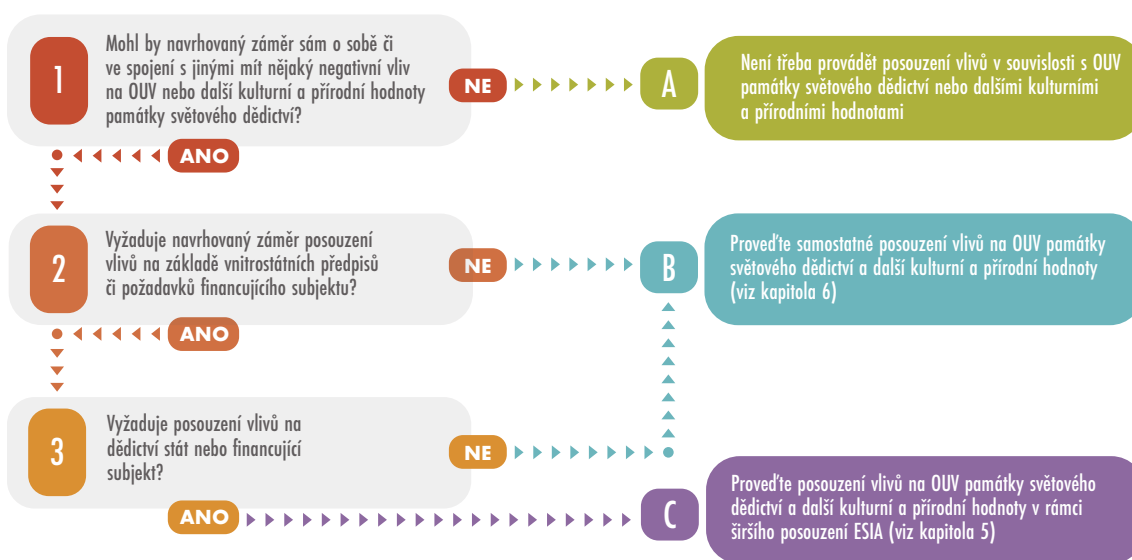 1
Mohl by navrhovaný záměr sám o sobě či
ve spojení s jinými mít nějaký negativní vliv
na OUV nebo další kulturní a přírodní hodnoty
památky světového dědictví?
NE
A
Není třeba provádět posouzení vlivů v souvislosti s OUV
památky světového dědictví nebo dalšími kulturními
a přírodními hodnotami
ANO
2
Vyžaduje navrhovaný záměr posouzení
vlivů na základě vnitrostátních předpisů
či požadavků financujícího subjektu?
NE
B
Proveďte samostatné posouzení vlivů na OUV památky
světového dědictví a další kulturní a přírodní hodnoty
(viz kapitola 6)
ANO
3
Vyžaduje posouzení vlivů na
dědictví stát nebo financující
subjekt?
NE
ANO
C
Proveďte posouzení vlivů na OUV památky světového
dědictví a další kulturní a přírodní hodnoty v rámci
širšího posouzení ESIA (viz kapitola 5)